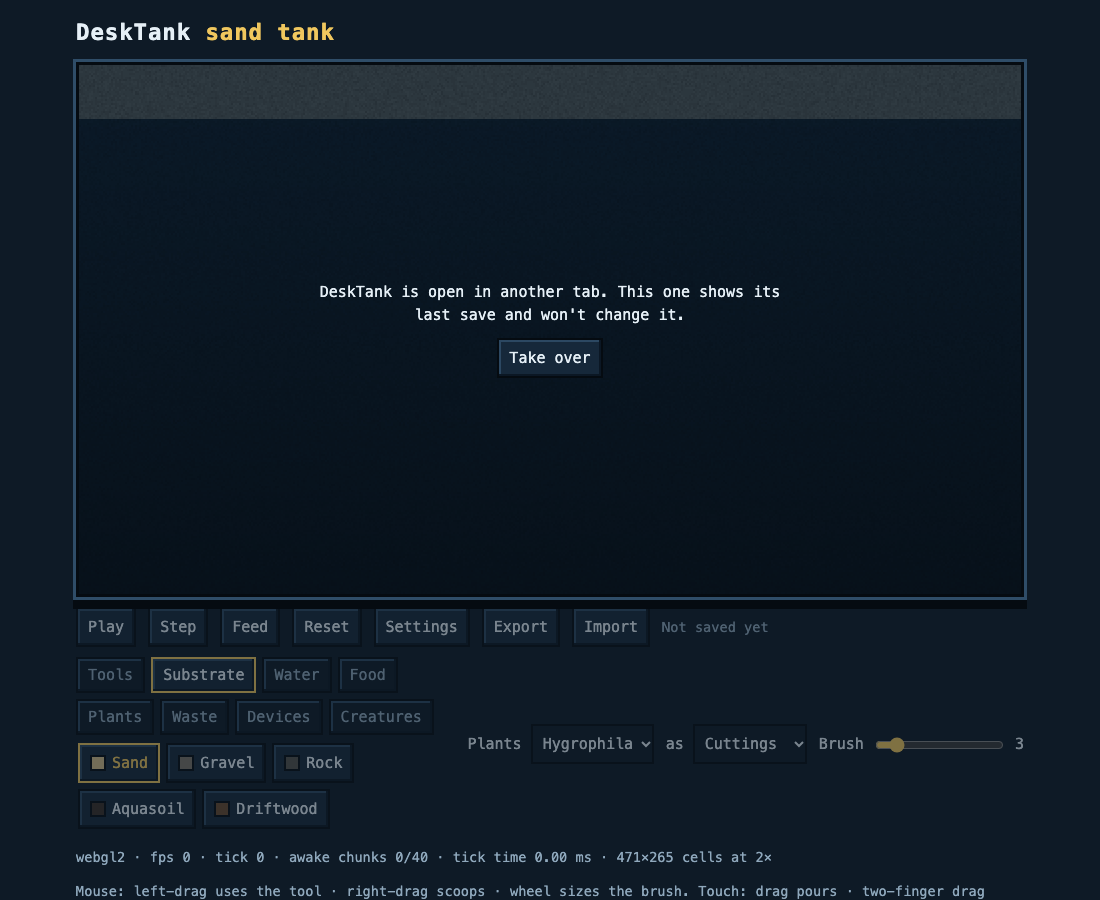 DeskTank sand tank
DeskTank is open in another tab. This one shows its
last save and won't change it.
Take over
Play Step Feed Reset Settings Export Import Not saved yet
Tools Substrate Water Food
Plants Waste Devices Creatures
Plants Hygrophila as Cuttings Brush 3
Sand Gravel Rock
Aquasoil Driftwood
webgl2 · fps 0 · tick 0 · awake chunks 0/40 · tick time 0.00 ms · 471×265 cells at 2×
Mouse: left-drag uses the tool · right-drag scoops · wheel sizes the brush. Touch: drag pours · two-finger drag